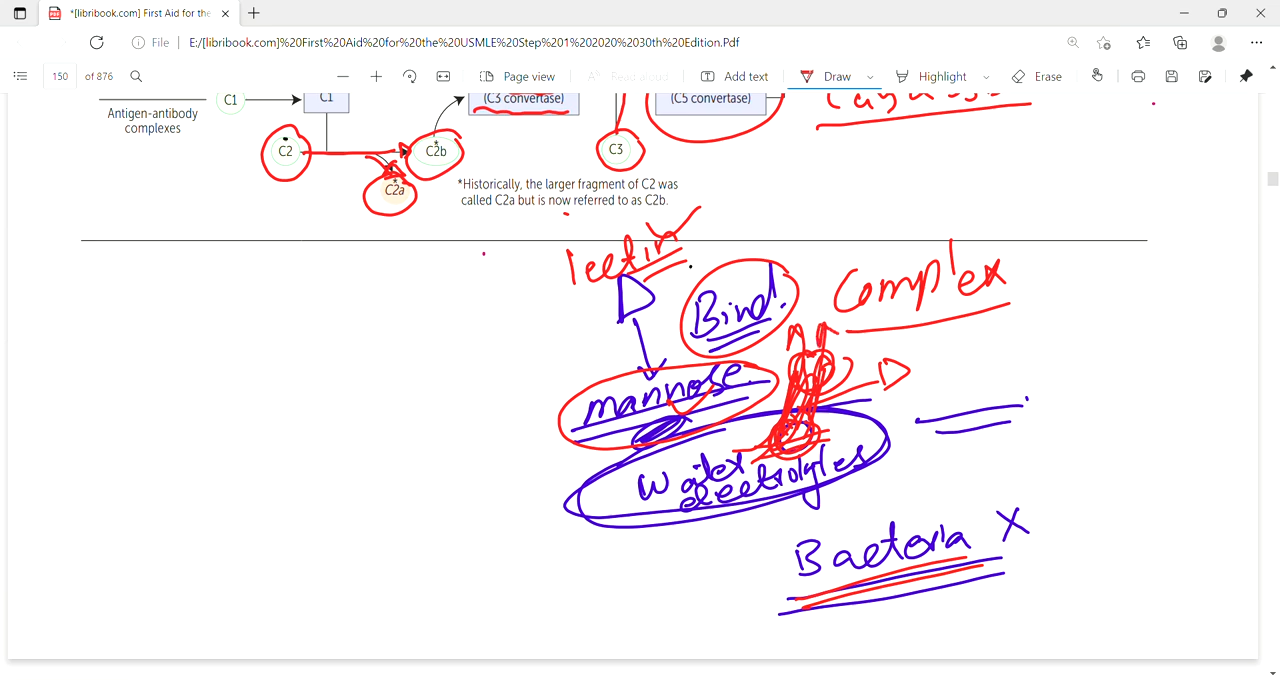 *[libribook.com] First Aid for the
File E:/[libribook.com]%20First%20Aid%20for%20the%20USMLE%20Step%201%202020%2030th%20Edition.Pdf
150 of 876 Page view Read aloud Add text Draw Highlight Erase
Antigen-antibody
complexes
C1 C1
(C3 convertase) (C5 convertase)
C2 C2b C3
C2a
*Historically, the larger fragment of C2 was
called C2a but is now referred to as C2b.
lectin
Bind. Complex
mannose
Water
electrolytes
Bacteria X